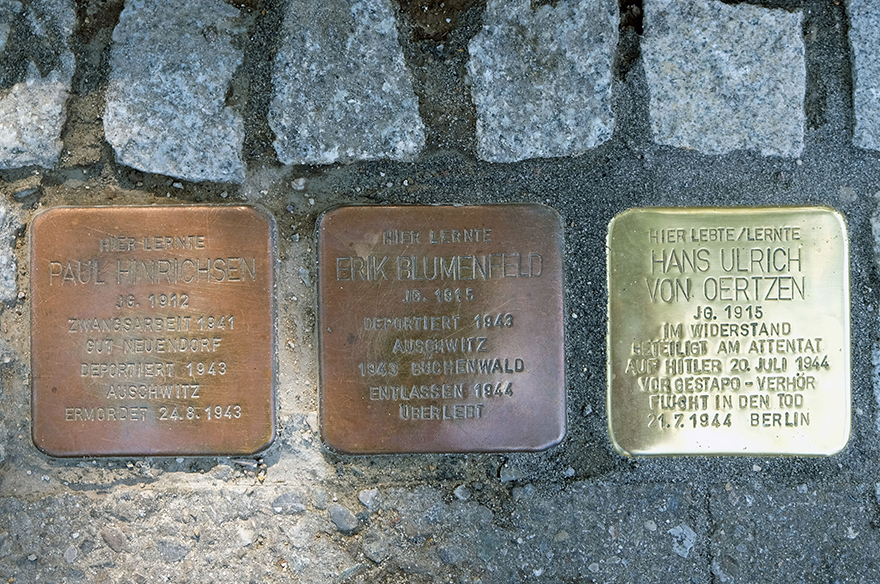 HIER LERNTE
PAUL HINRICHSEN
JG. 1912
ZWANGSARBEIT 1941
GUT NEUENDORF
DEPORTIERT 1943
AUSCHWITZ
ERMORDET 24.8.1943
HIER LERNTE
ERIK BLUMENFELD
JG. 1915
DEPORTIERT 1943
AUSCHWITZ
1943 BUCHENWALD
ENTLASSEN 1944
ÜBERLEBT
HIER LEBTE/LERNTE
HANS ULRICH
VON OERTZEN
JG. 1915
IM WIDERSTAND
BETEILIGT AM ATTENTAT
AUF HITLER 20. JULI 1944
VOR GESTAPO - VERHÖR
FLUCHT IN DEN TOD
21.7.1944 BERLIN